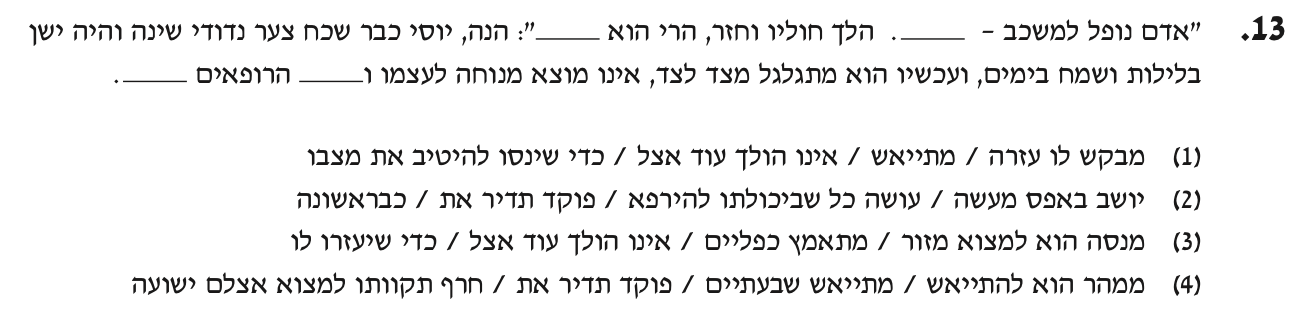 13. "אדם נופל למשכב – _____. הלך חוליו וחזר, הרי הוא _____": הנה, יוסי כבר שכח צער נדודי שינה והיה ישן
בלילות ושמח בימים, ועכשיו הוא מתגלגל מצד לצד, אינו מוצא מנוחה לעצמו ו_____ הרופאים _____.
(1) מבקש לו עזרה / מתייאש / אינו הולך עוד אצל / כדי שינסו להיטיב את מצבו
(2) יושב באפס מעשה / עושה כל שביכולתו להירפא / פוקד תדיר את / כבראשונה
(3) מנסה הוא למצוא מזור / מתאמץ כפליים / אינו הולך עוד אצל / כדי שיעזרו לו
(4) ממהר הוא להתייאש / מתייאש שבעתיים / פוקד תדיר את / חרף תקוותו למצוא אצלם ישועה